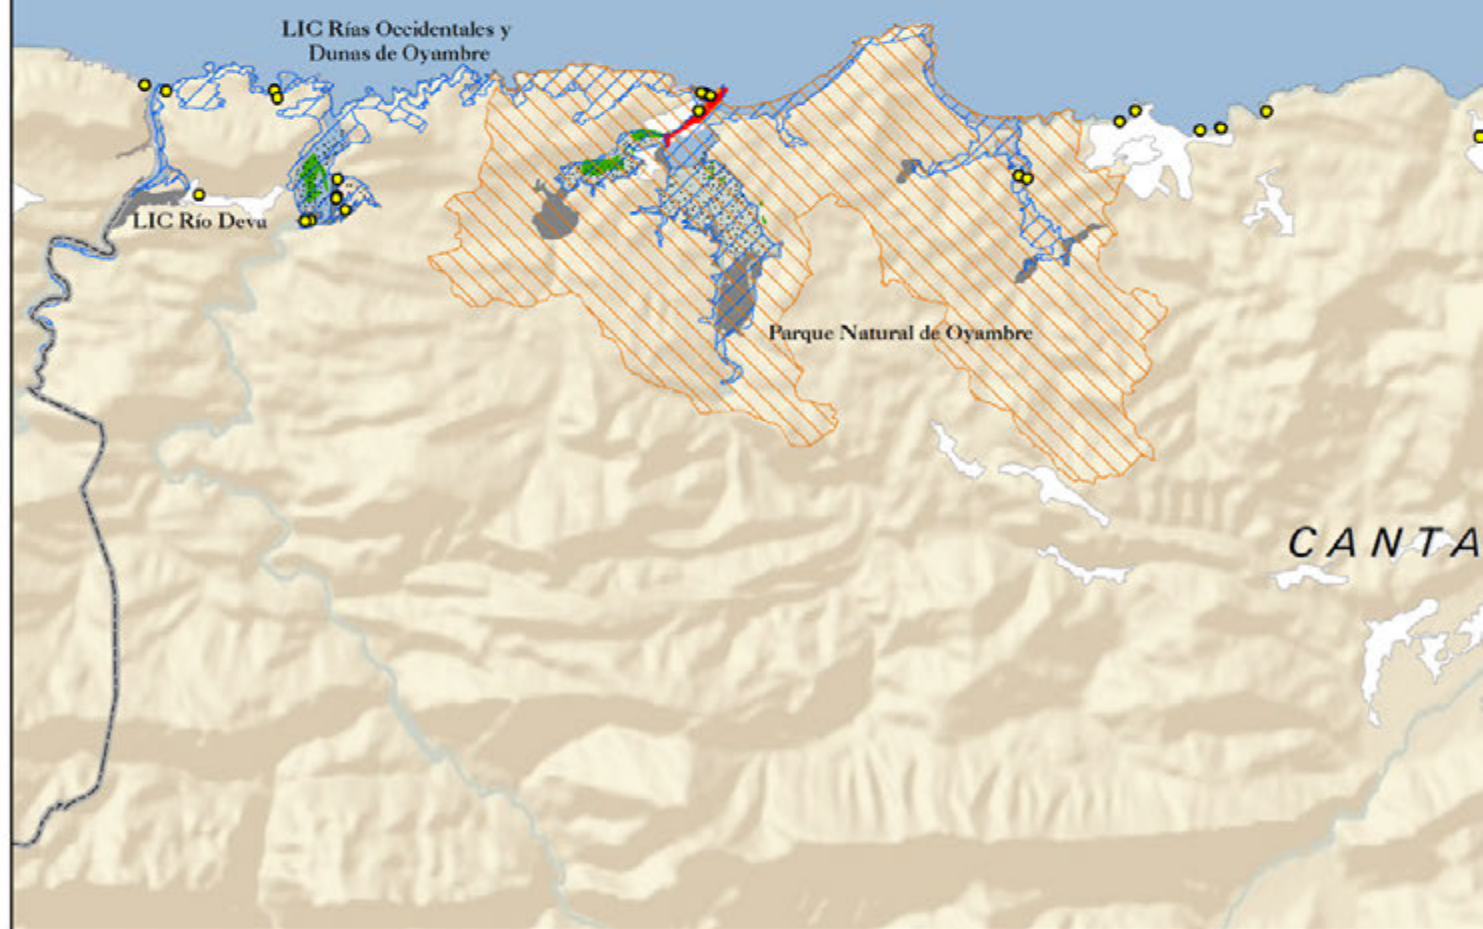 LIC Rías Occidentales y
Dunas de Oyambre
LIC Río Deva
Parque Natural de Oyambre
CANTA